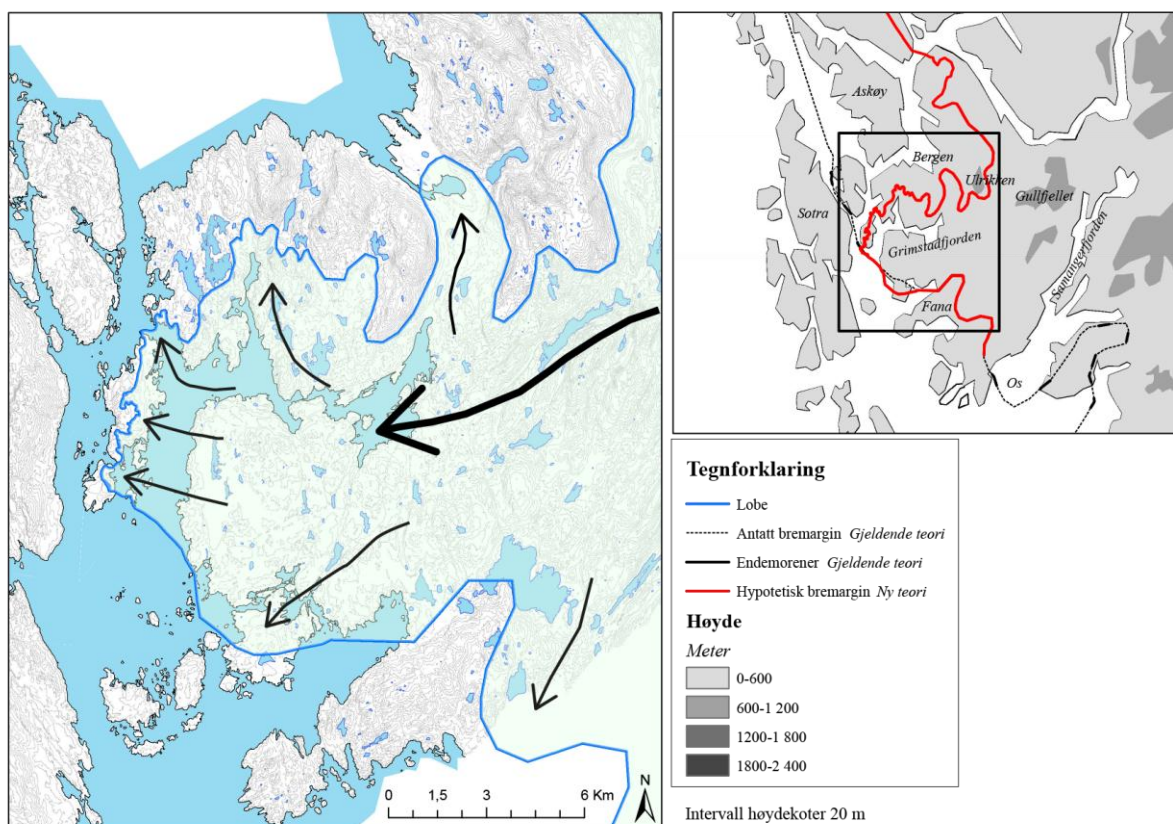 N
0 1,5 3 6 Km
Askøy
Bergen
Ulrikken
Gullfjellet
Sotra
Grimstadfjorden
Samangerfjorden
Fana
Os
Tegnforklaring
Lobe
Antatt bremargin Gjeldende teori
Endemorener Gjeldende teori
Hypotetisk bremargin Ny teori
Høyde
Meter
0-600
600-1 200
1200-1 800
1800-2 400
Intervall høydekoter 20 m